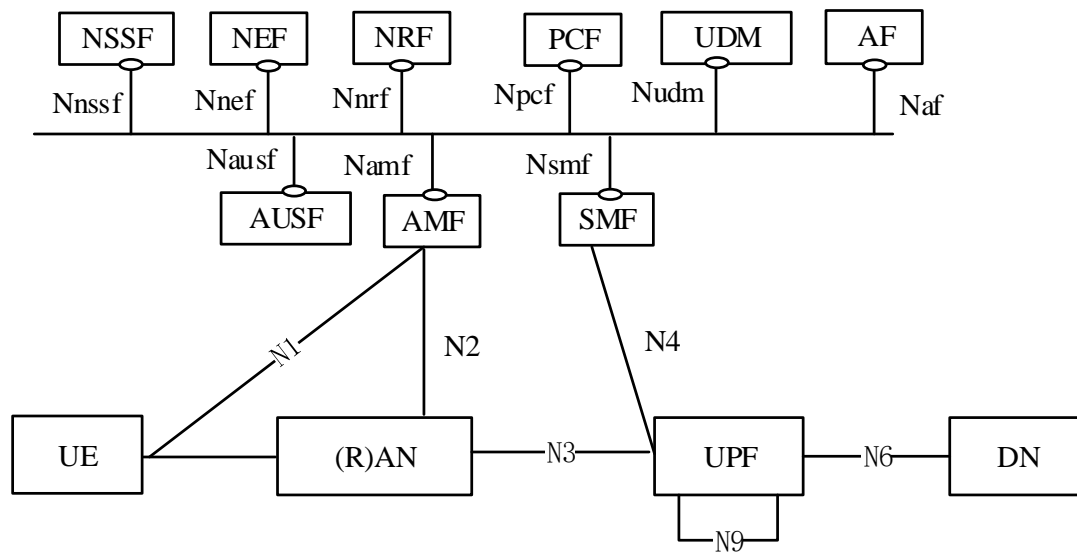 NSSF NEF NRF PCF UDM AF
Nnssf Nnef Nnrf Npcf Nudm Naf
Nausf Namf Nsmf
AUSF AMF SMF
N1 N2 N4
UE (R)AN N3 UPF N6 DN
N9